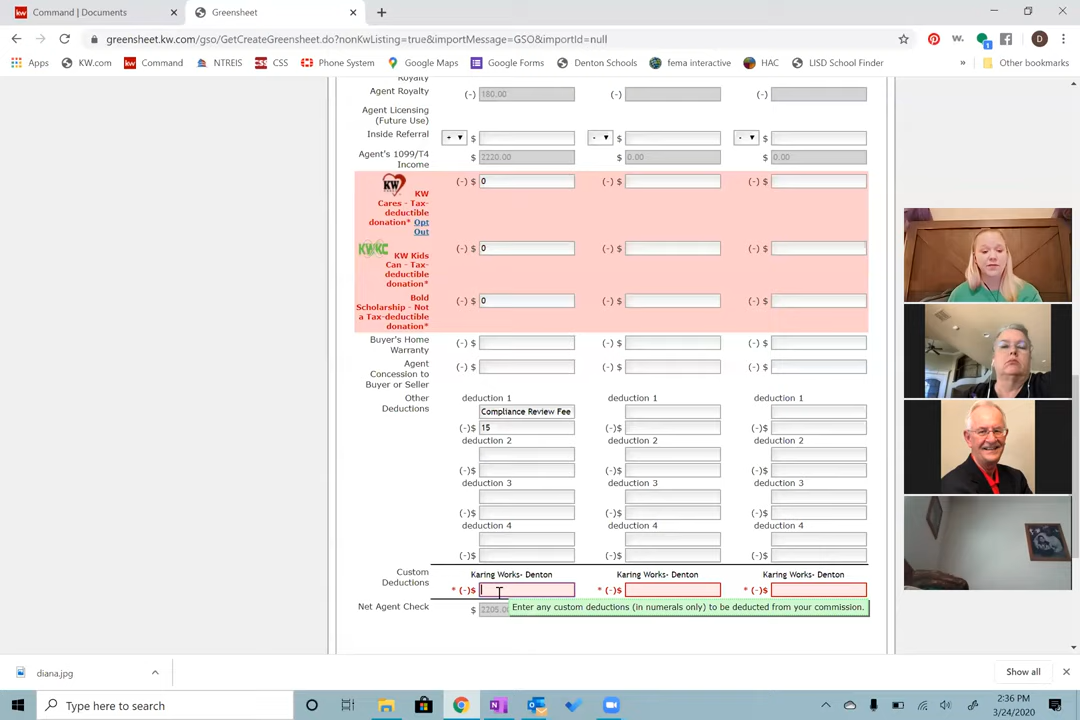 Command | Documents
Greensheet
greensheet.kw.com/gso/GetCreateGreensheet.do?nonKwListing=true&importMessage=GSO&importId=null
Apps KW.com Command NTREIS CSS Phone System Google Maps Google Forms Denton Schools fema interactive HAC LISD School Finder » Other bookmarks
Royalty
Agent Royalty (-) 180.00 (-) (-)
Agent Licensing
(Future Use)
Inside Referral + $ - $ - $
Agent's 1099/T4
Income
$ 2220.00 $ 0.00 $ 0.00
KW
Cares - Tax-
deductible
donation* Opt
Out
(-) $ 0 (-) $ (-) $
KWKC
KW Kids
Can - Tax-
deductible
donation*
(-) $ 0 (-) $ (-) $
Bold
Scholarship - Not
a Tax-deductible
donation*
(-) $ 0 (-) $ (-) $
Buyer's Home
Warranty
(-) $ (-) $ (-) $
Agent
Concession to
Buyer or Seller
(-) $ (-) $ (-) $
Other
Deductions
deduction 1 deduction 1 deduction 1
Compliance Review Fee
(-)$ 15 (-)$ (-)$
deduction 2 deduction 2 deduction 2
(-)$ (-)$ (-)$
deduction 3 deduction 3 deduction 3
(-)$ (-)$ (-)$
deduction 4 deduction 4 deduction 4
(-)$ (-)$ (-)$
Custom
Deductions
Karing Works- Denton Karing Works- Denton Karing Works- Denton
* (-)$ * (-)$ * (-)$
Net Agent Check $ 2205.0
Enter any custom deductions (in numerals only) to be deducted from your commission.
diana.jpg
Show all
Type here to search
2:36 PM
3/24/2020